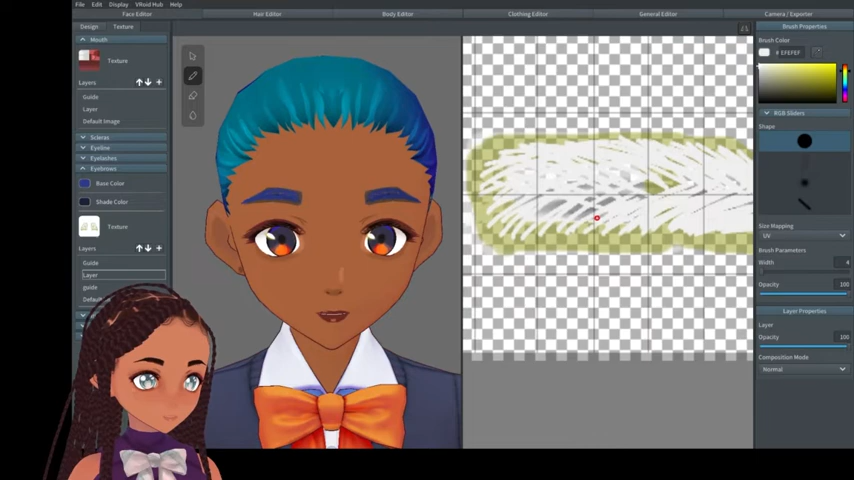 File Edit Display VRoid Hub Help
Face Editor Hair Editor Body Editor Clothing Editor General Editor Camera / Exporter
Design Texture
Mouth
Texture
Layers
Guide
Layer
Default Image
Scleras
Eyeline
Eyelashes
Eyebrows
Base Color
Shade Color
Texture
Layers
Guide
Layer
guide
Brush Properties
Brush Color
# EFEFEF
RGB Sliders
Shape
Size Mapping
UV
Brush Parameters
Width 4
Opacity 100
Layer Properties
Layer
Opacity 100
Composition Mode
Normal